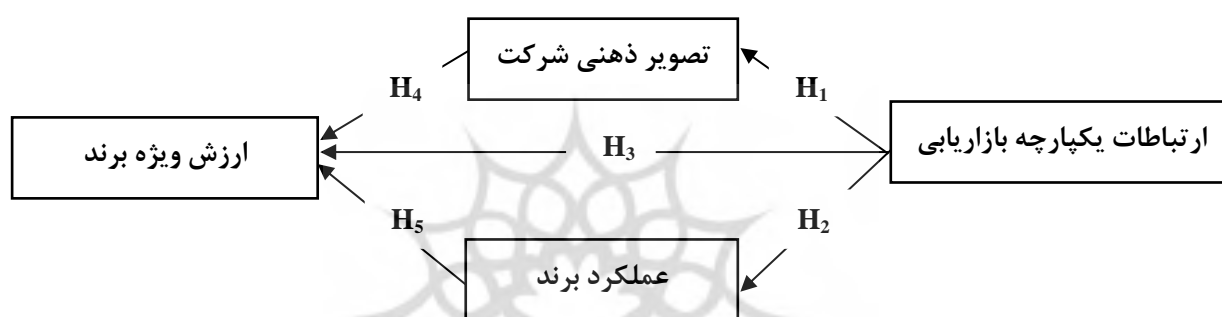 تصویر ذهنی شرکت
H₄
H₁
ارتباطات یکپارچه بازاریابی
ارزش ویژه برند
H₃
H₅
H₂
عملکرد برند